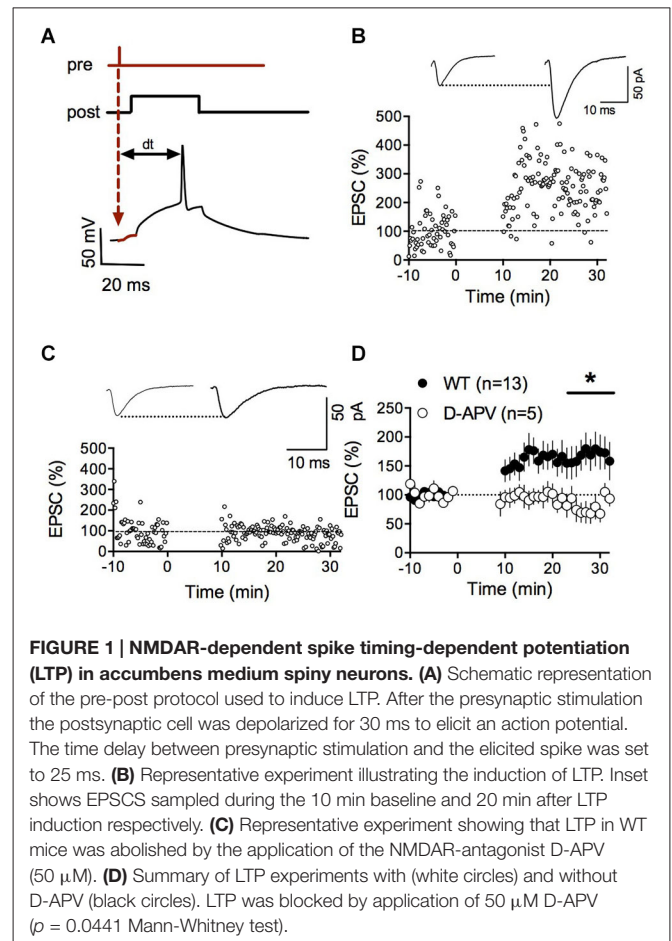 A
pre
post
dt
50 mV
20 ms
B
50 pA
10 ms
500
400
300
200
100
0
EPSC (%)
-10 0 10 20 30
Time (min)
C
50 pA
10 ms
500
400
300
200
100
0
EPSC (%)
-10 0 10 20 30
Time (min)
D
WT (n=13)
D-APV (n=5)
*
250
200
150
100
50
0
EPSC (%)
-10 0 10 20 30
Time (min)
FIGURE 1 | NMDAR-dependent spike timing-dependent potentiation
(LTP) in accumbens medium spiny neurons. (A) Schematic representation
of the pre-post protocol used to induce LTP. After the presynaptic stimulation
the postsynaptic cell was depolarized for 30 ms to elicit an action potential.
The time delay between presynaptic stimulation and the elicited spike was set
to 25 ms. (B) Representative experiment illustrating the induction of LTP. Inset
shows EPSCS sampled during the 10 min baseline and 20 min after LTP
induction respectively. (C) Representative experiment showing that LTP in WT
mice was abolished by the application of the NMDAR-antagonist D-APV
(50 μM). (D) Summary of LTP experiments with (white circles) and without
D-APV (black circles). LTP was blocked by application of 50 μM D-APV
(p = 0.0441 Mann-Whitney test).